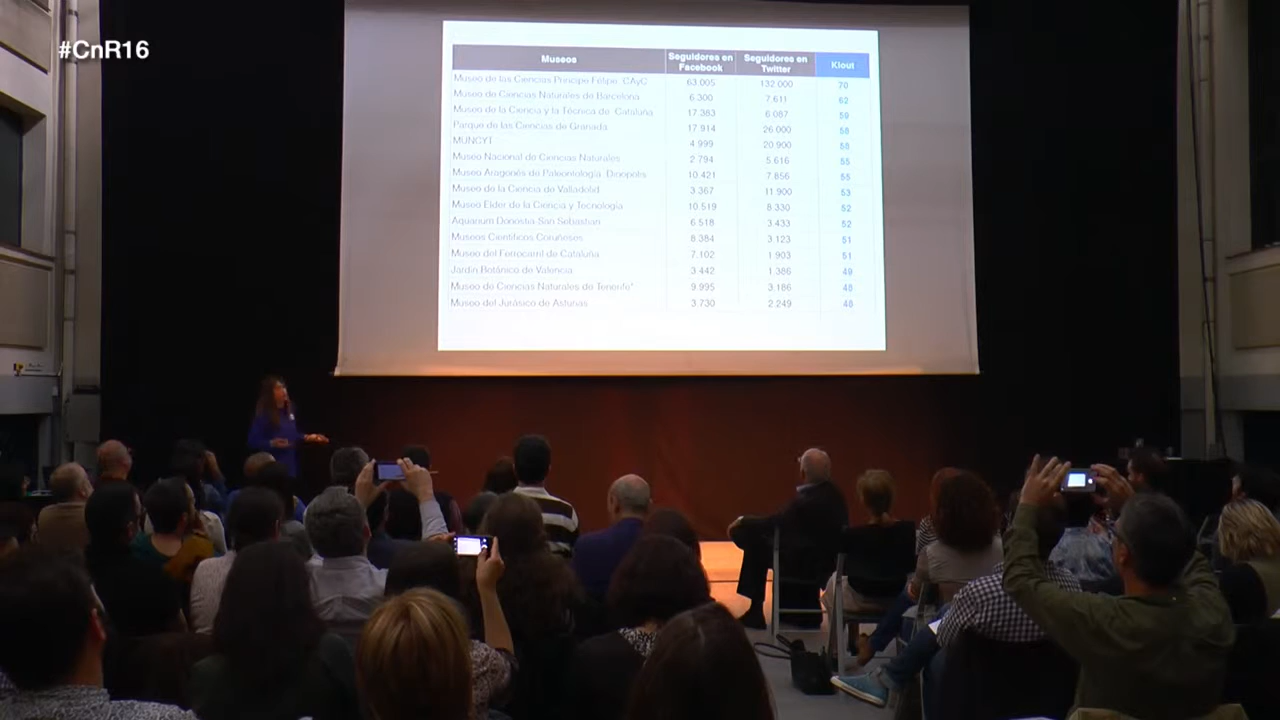 #CnR16
Museos Seguidores en Facebook Seguidores en Twitter Klout
Museo de las Ciencias Príncipe Felipe. CAyC 63.005 132.000 70
Museo de Ciencias Naturales de Barcelona 6.300 7.611 62
Museo de la Ciencia y la Técnica de Cataluña 17.383 6.087 59
Parque de las Ciencias de Granada 17.914 26.000 58
MUNCYT 4.999 20.900 58
Museo Nacional de Ciencias Naturales 2.794 5.616 55
Museo Aragonés de Paleontología. Dinópolis 10.421 7.856 55
Museo de la Ciencia de Valladolid 3.367 11.900 53
Museo Elder de la Ciencia y Tecnología 10.519 8.330 52
Aquarium Donostia-San Sebastián 6.518 3.433 52
Museos Científicos Coruñeses 8.384 3.123 51
Museo del Ferrocarril de Cataluña 7.102 1.903 51
Jardín Botánico de Valencia 3.442 1.386 49
Museo de Ciencias Naturales de Tenerife* 9.995 3.186 48
Museo del Jurásico de Asturias 3.730 2.249 48